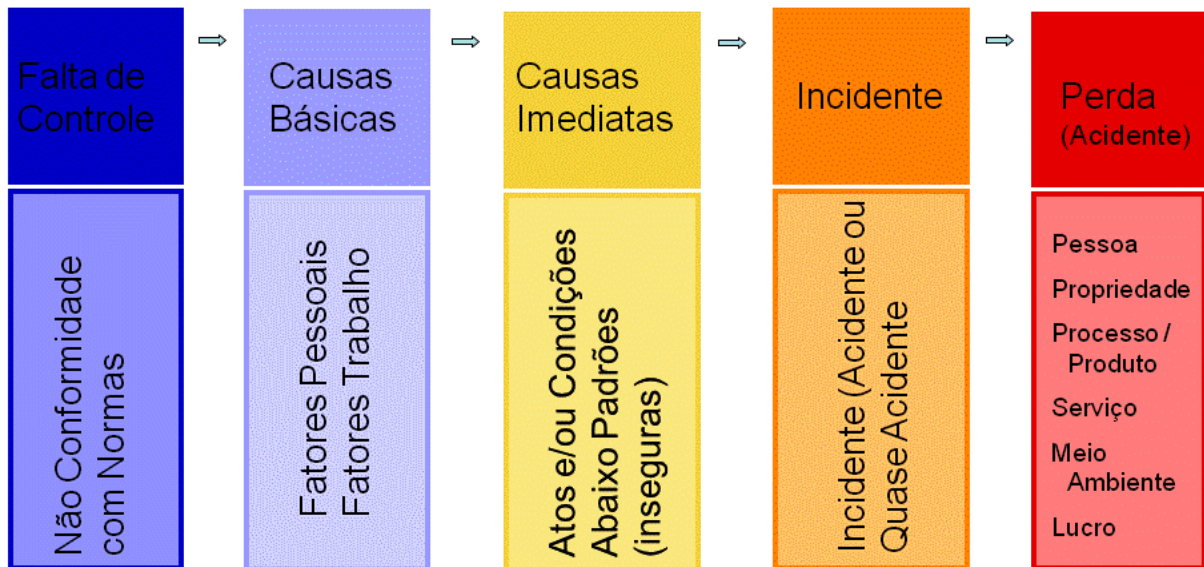 Falta de
Controle
Causas
Básicas
Causas
Imediatas
Incidente
Perda
(Acidente)
Não Conformidade
com Normas
Fatores Pessoais
Fatores Trabalho
Atos e/ou Condições
Abaixo Padrões
(inseguras)
Incidente (Acidente ou
Quase Acidente
Pessoa
Propriedade
Processo /
Produto
Serviço
Meio
Ambiente
Lucro